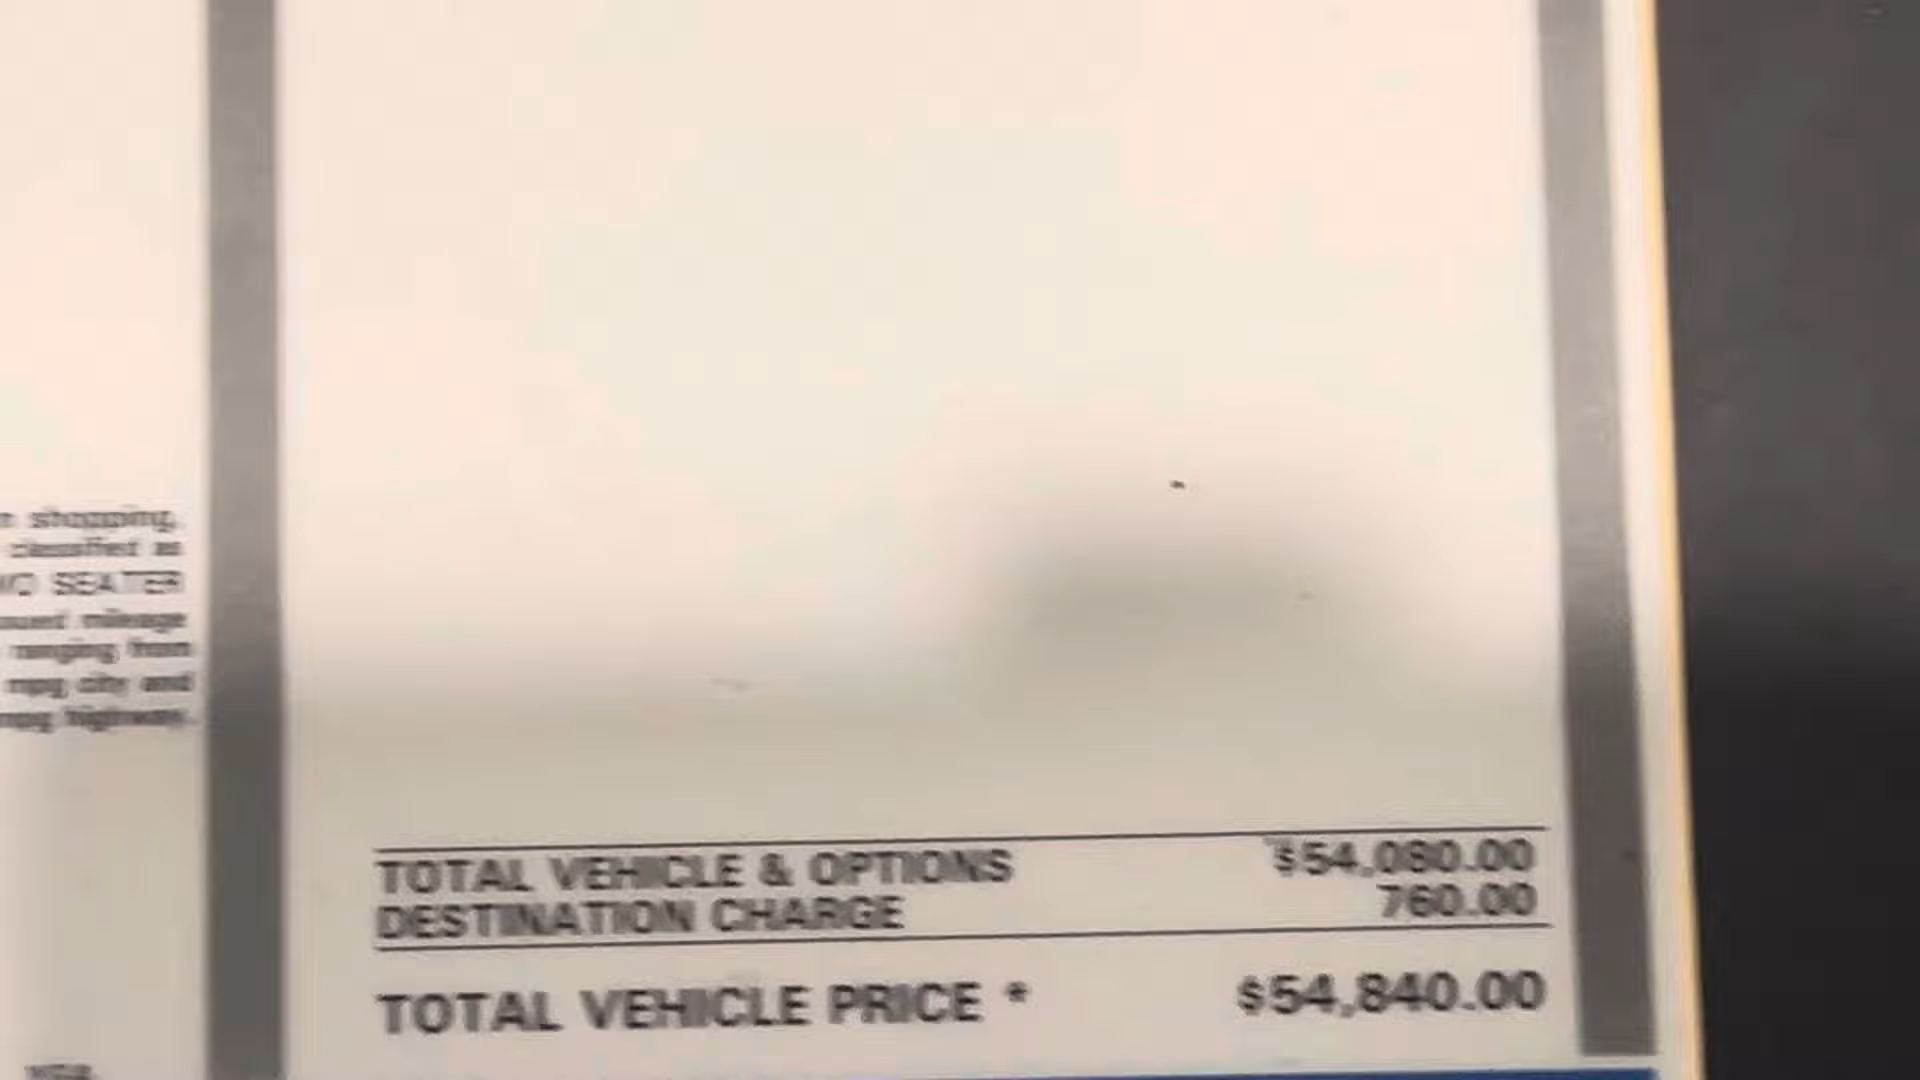 shopping,
classified as
SEATER
mileage
ranging from
mpg city and
mpg highway.
TOTAL VEHICLE & OPTIONS $54,080.00
DESTINATION CHARGE 760.00
TOTAL VEHICLE PRICE * $54,840.00